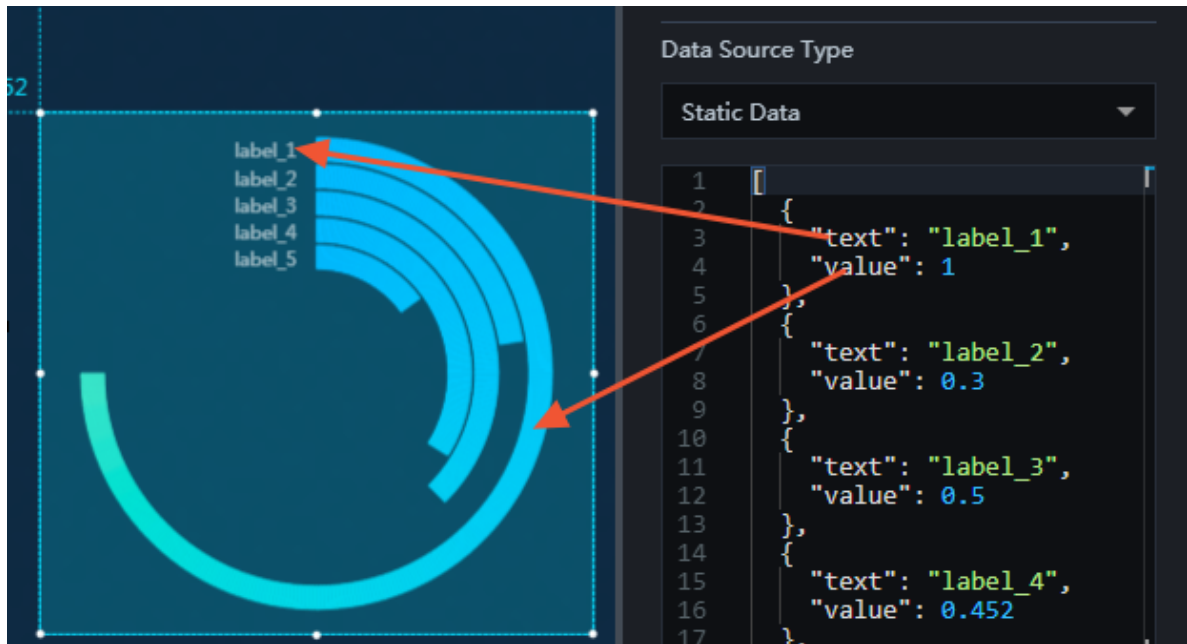 52
label_1
label_2
label_3
label_4
label_5
Data Source Type
Static Data
1 [
2 {
3 "text": "label_1",
4 "value": 1
5 },
6 {
7 "text": "label_2",
8 "value": 0.3
9 },
10 {
11 "text": "label_3",
12 "value": 0.5
13 },
14 {
15 "text": "label_4",
16 "value": 0.452
17 },